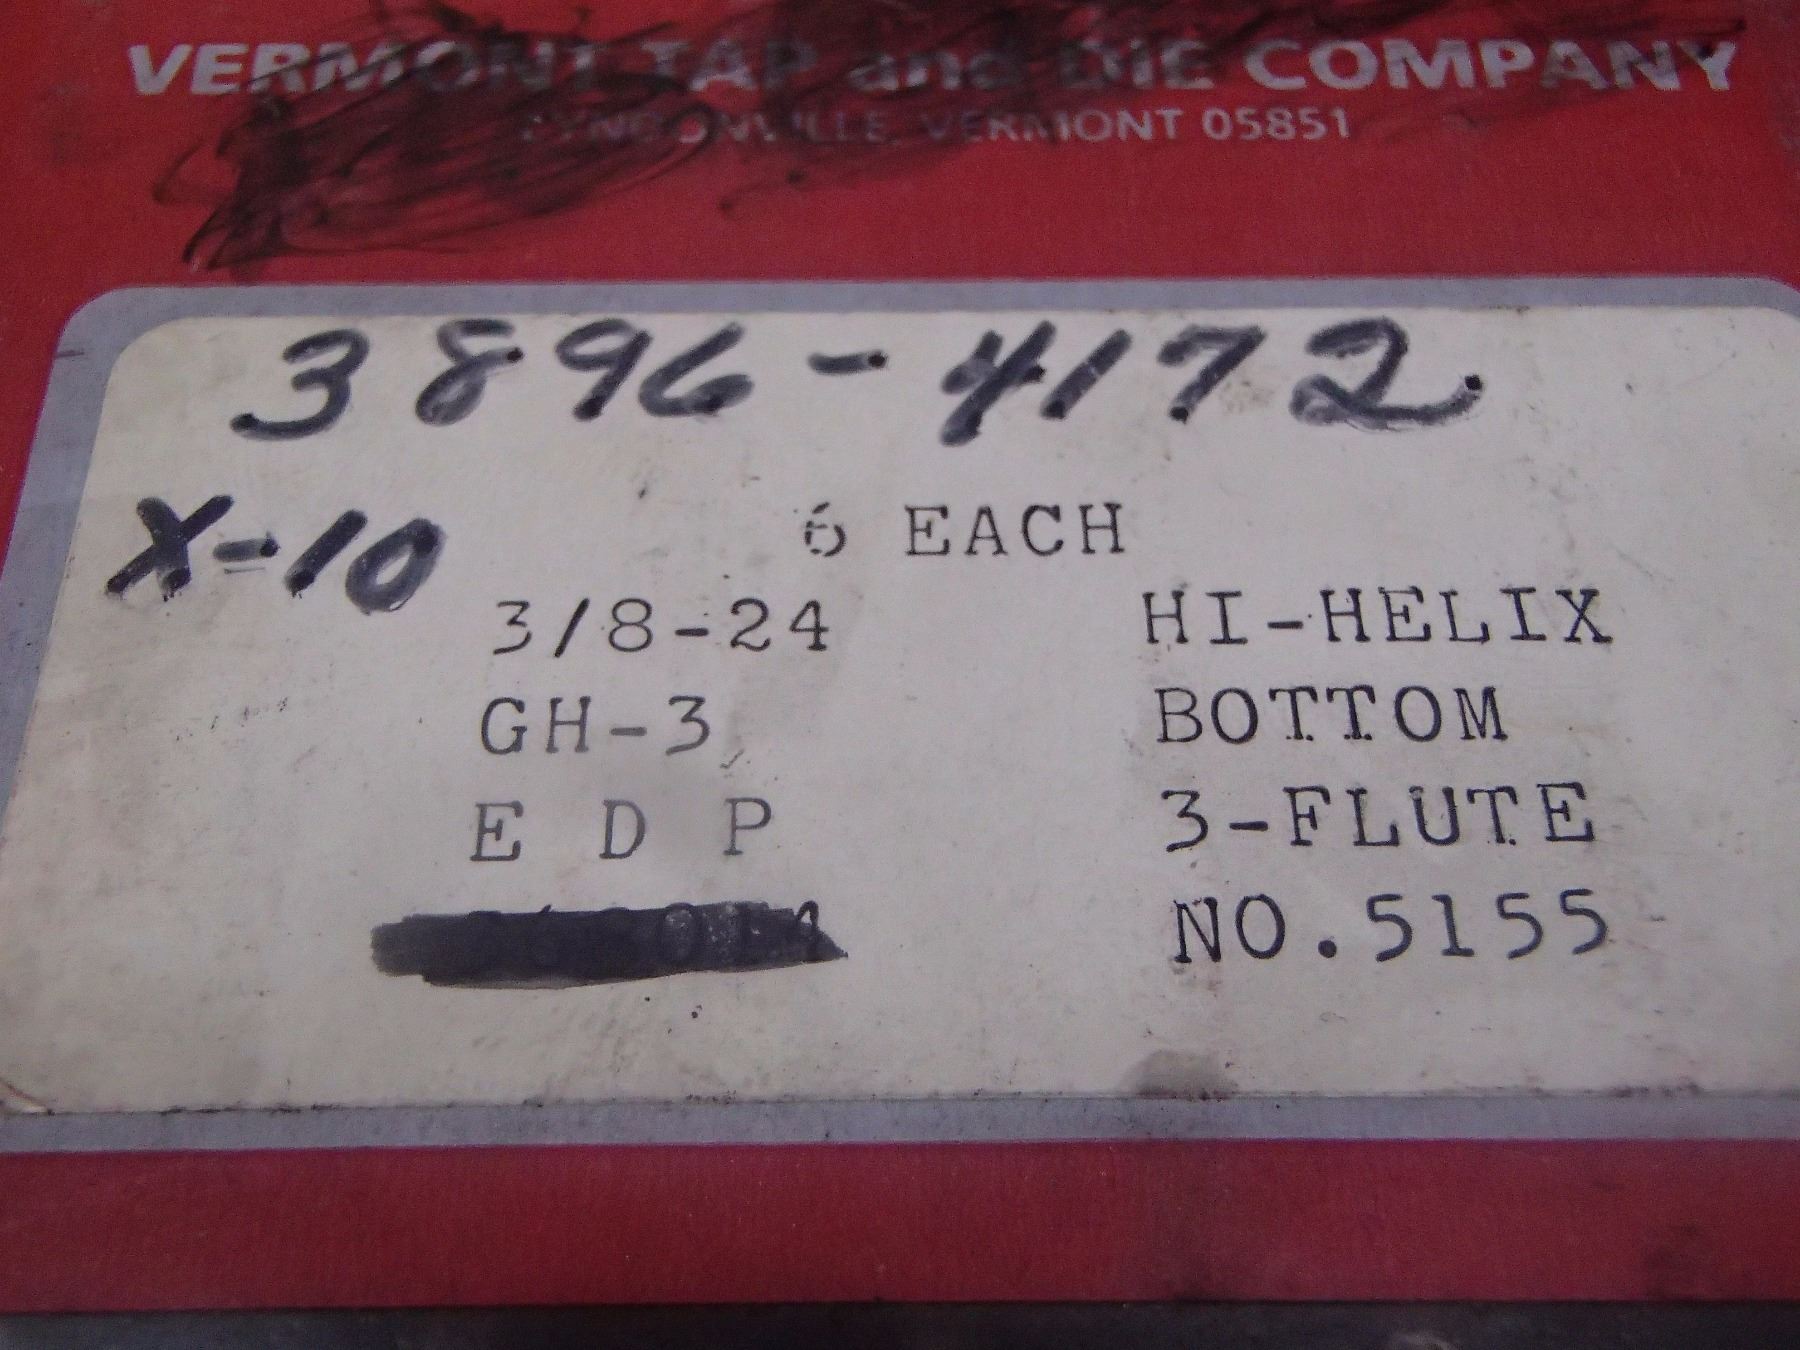 VERMONT TAP and DIE COMPANY
LYNDONVILLE, VERMONT 05851
3896-4172
X-10
6 EACH
3/8-24 HI-HELIX
GH-3 BOTTOM
E D P 3-FLUTE
NO.5155